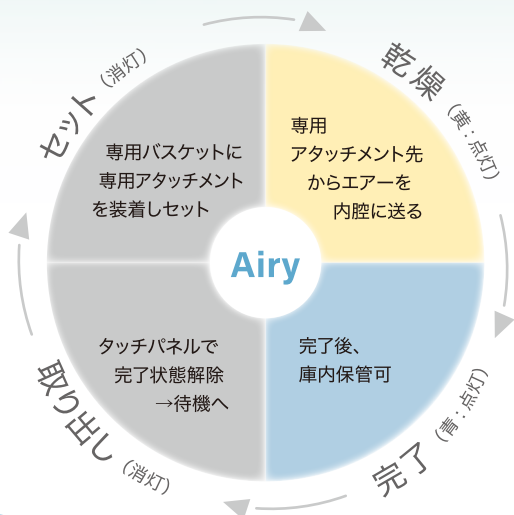 セット（消灯）
専用バスケットに
専用アタッチメント
を装着しセット
乾燥（黄：点灯）
専用
アタッチメント先
からエアーを
内腔に送る
Airy
完了後、
庫内保管可
完了（青：点灯）
タッチパネルで
完了状態解除
→待機へ
取り出し（消灯）